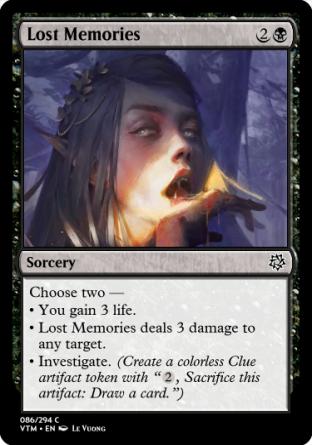 Lost Memories 2
Sorcery
Choose two —
• You gain 3 life.
• Lost Memories deals 3 damage to
any target.
• Investigate. (Create a colorless Clue
artifact token with “2, Sacrifice this
artifact: Draw a card.”)
086/294 C
VTM • EN Le Vuong